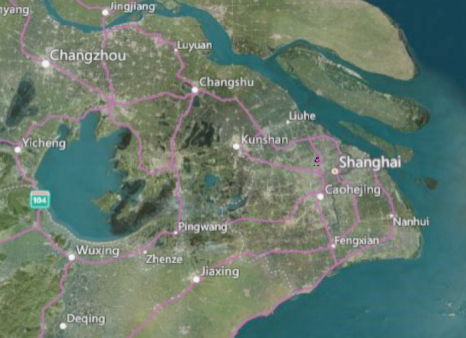 Jingjiang
Luyuan
Changzhou
Changshu
Liuhe
Kunshan
Yicheng
Shanghai
Caohejing
104
Nanhui
Pingwang
Fengxian
Wuxing
Zhenze
Jiaxing
Deqing